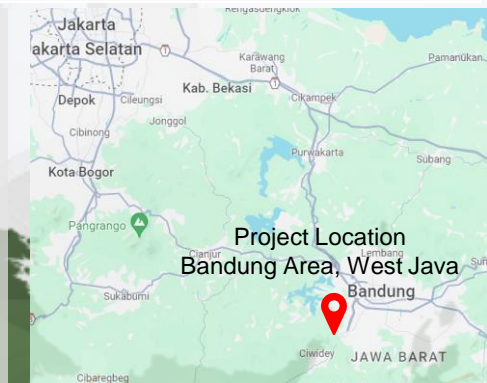 Rengasdengklok
Jakarta
akarta Selatan
Karawang
Barat
Pamanukan
Kab. Bekasi
Depok
Cileungsi
Cikampek
Cibinong
Jonggol
Purwakarta
Subang
Kota Bogor
Pangrango
Project Location
Cianjur
Lembang
Bandung Area, West Java
Sukabumi
Bandung
Ciwidey
JAWA BARAT
Cibaregbeg